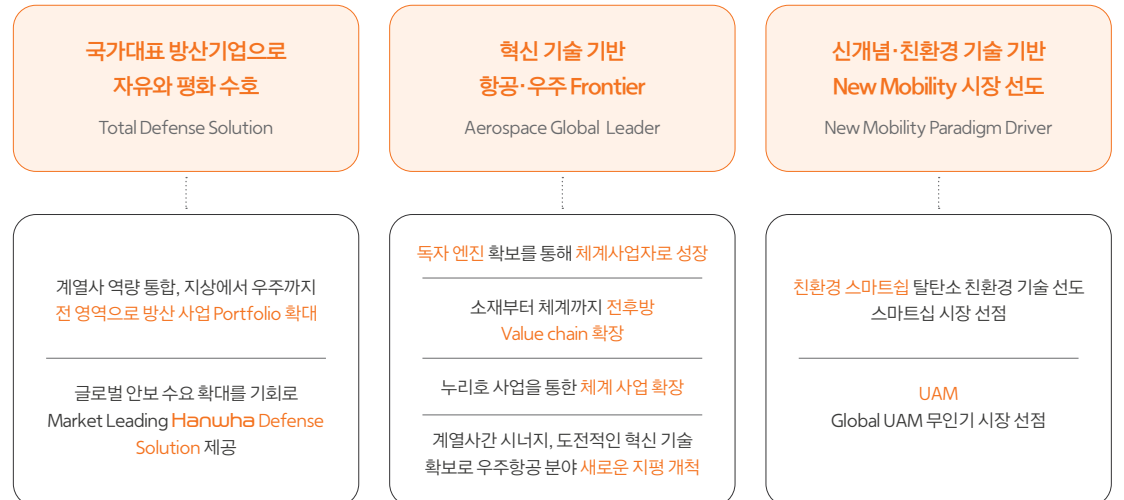 국가대표 방산기업으로
자유와 평화 수호
Total Defense Solution
계열사 역량 통합, 지상에서 우주까지
전 영역으로 방산 사업 Portfolio 확대
글로벌 안보 수요 확대를 기회로
Market Leading Hanwha Defense
Solution 제공
혁신 기술 기반
항공·우주 Frontier
Aerospace Global Leader
독자 엔진 확보를 통해 체계사업자로 성장
소재부터 체계까지 전후방
Value chain 확장
누리호 사업을 통한 체계 사업 확장
계열사간 시너지, 도전적인 혁신 기술
확보로 우주항공 분야 새로운 지평 개척
신개념·친환경 기술 기반
New Mobility 시장 선도
New Mobility Paradigm Driver
친환경 스마트쉽 탈탄소 친환경 기술 선도
스마트십 시장 선점
UAM
Global UAM 무인기 시장 선점